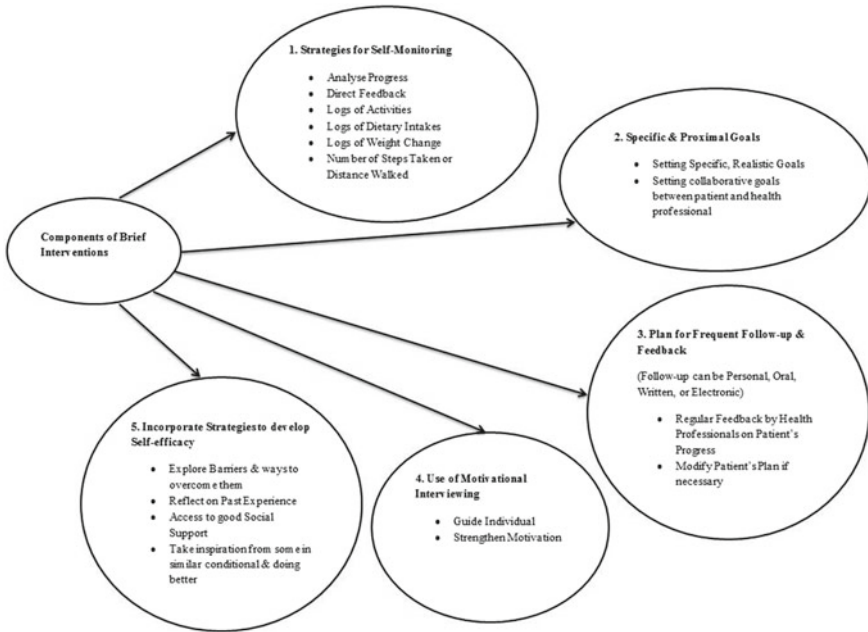 1. Strategies for Self-Monitoring
• Analyse Progress
• Direct Feedback
• Logs of Activities
• Logs of Dietary Intakes
• Logs of Weight Change
• Number of Steps Taken or
Distance Walked
2. Specific & Proximal Goals
• Setting Specific, Realistic Goals
• Setting collaborative goals
between patient and health
professional
Components of Brief
Interventions
3. Plan for Frequent Follow-up &
Feedback
(Follow-up can be Personal, Oral,
Written, or Electronic)
• Regular Feedback by Health
Professionals on Patient's
Progress
• Modify Patient's Plan if
necessary
4. Use of Motivational
Interviewing
• Guide Individual
• Strengthen Motivation
5. Incorporate Strategies to develop
Self-efficacy
• Explore Barriers & ways to
overcome them
• Reflect on Past Experience
• Access to good Social
Support
• Take inspiration from some in
similar conditional & doing
better